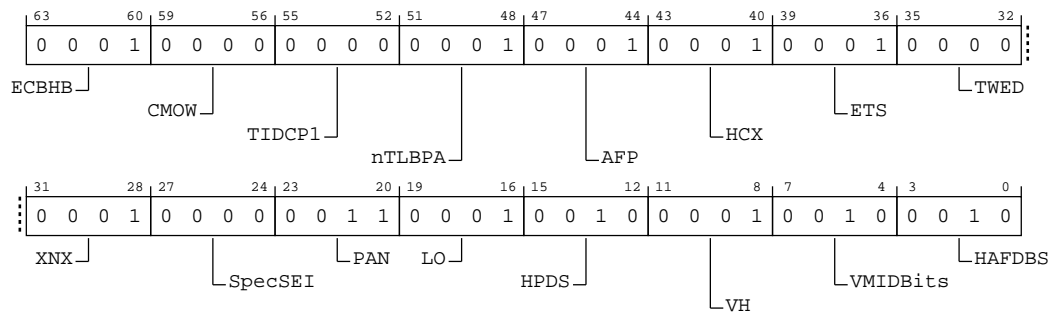 63 60 59 56 55 52 51 48 47 44 43 40 39 36 35 32
0 0 0 1 0 0 0 0 0 0 0 0 0 0 0 1 0 0 0 1 0 0 0 1 0 0 0 1 0 0 0 0
ECBHB TWED
CMOW ETS
TIDCP1 HCX
nTLBPA AFP
31 28 27 24 23 20 19 16 15 12 11 8 7 4 3 0
0 0 0 1 0 0 0 0 0 0 1 1 0 0 0 1 0 0 1 0 0 0 0 1 0 0 1 0 0 0 1 0
XNX PAN LO HAFDBS
SpecSEI HPDS VMIDBits
VH